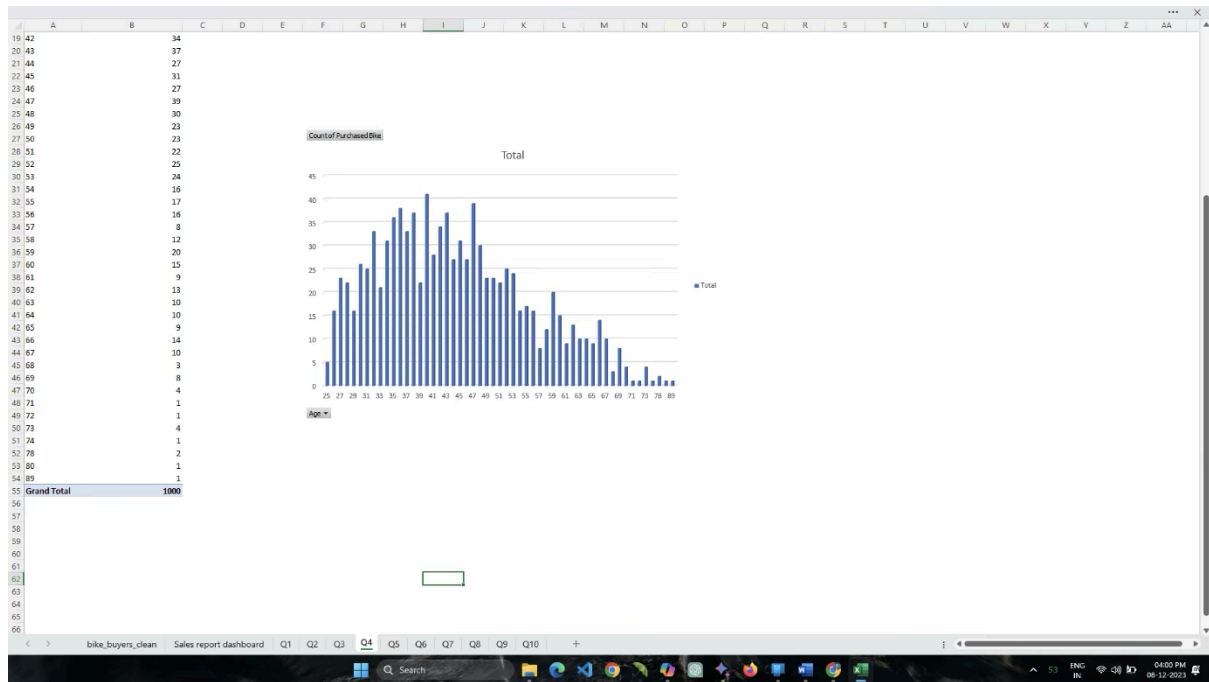 A B C D E F G H I J K L M N O P Q R S T U V W X Y Z AA
19 42 34
20 43 37
21 44 27
22 45 31
23 46 27
24 47 39
25 48 30
26 49 23
27 50 23
28 51 22
29 52 25
30 53 24
31 54 16
32 55 17
33 56 16
34 57 8
35 58 12
36 59 20
37 60 15
38 61 9
39 62 13
40 63 10
41 64 10
42 65 9
43 66 14
44 67 10
45 68 3
46 69 8
47 70 4
48 71 1
49 72 1
50 73 4
51 74 1
52 78 2
53 80 1
54 89 1
55 Grand Total 1000
56
57
58
59
60
61
62
63
64
65
66
Count of Purchased Bike
Total
45
40
35
30
25
20
15
10
5
0
25 27 29 31 33 35 37 39 41 43 45 47 49 51 53 55 57 59 61 63 65 67 69 71 73 78 89
Total
Age
bike_buyers_clean Sales report dashboard Q1 Q2 Q3 Q4 Q5 Q6 Q7 Q8 Q9 Q10 +
Search
53 ENG 04:00 PM
IN 08-12-2023